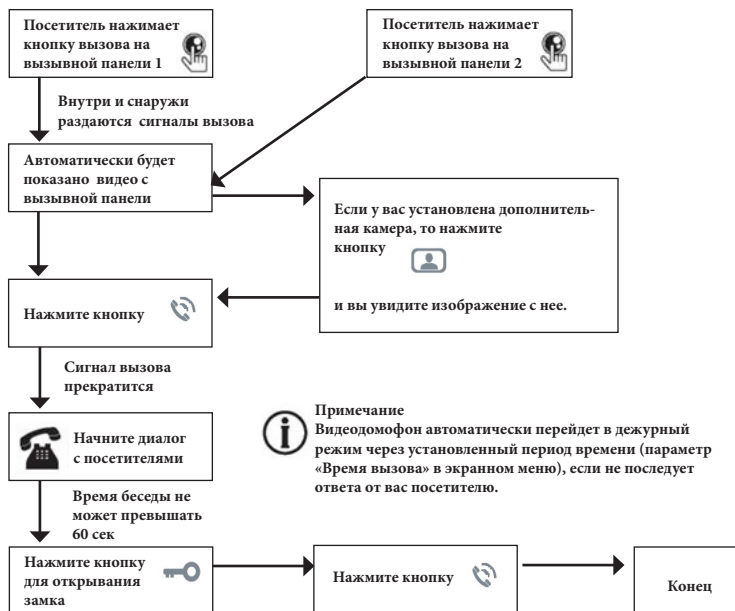 Посетитель нажимает
кнопку вызова на
вызывной панели 1
Посетитель нажимает
кнопку вызова на
вызывной панели 2
Внутри и снаружи
раздаются сигналы вызова
Автоматически будет
показано видео с
вызывной панели
Если у вас установлена дополнитель-
ная камера, то нажмите
кнопку
и вы увидите изображение с нее.
Нажмите кнопку
Сигнал вызова
прекратится
Начните диалог
с посетителями
Примечание
Видеодомофон автоматически перейдет в дежурный
режим через установленный период времени (параметр
«Время вызова» в экранном меню), если не последует
ответа от вас посетителю.
Время беседы не
может превышать
60 сек
Нажмите кнопку
для открывания
замка
Нажмите кнопку
Конец